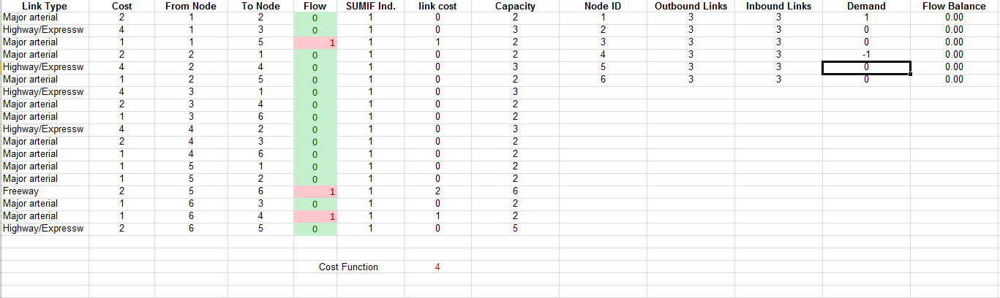 Link Type Cost From Node To Node Flow SUMIF Ind. link cost Capacity Node ID Outbound Links Inbound Links Demand Flow Balance
Major arterial 2 1 2 0 1 0 2 1 3 3 1 0.00
Highway/Expressw 4 1 3 0 1 0 3 2 3 3 0 0.00
Major arterial 1 1 5 1 1 1 2 3 3 3 0 0.00
Major arterial 2 2 1 0 1 0 2 4 3 3 -1 0.00
Highway/Expressw 4 2 4 0 1 0 3 5 3 3 0 0.00
Major arterial 1 2 5 0 1 0 2 6 3 3 0 0.00
Highway/Expressw 4 3 1 0 1 0 3
Major arterial 2 3 4 0 1 0 2
Major arterial 1 3 6 0 1 0 2
Highway/Expressw 4 4 2 0 1 0 3
Major arterial 2 4 3 0 1 0 2
Major arterial 1 4 6 0 1 0 2
Major arterial 1 5 1 0 1 0 2
Major arterial 1 5 2 0 1 0 2
Freeway 2 5 6 1 1 2 6
Major arterial 1 6 3 0 1 0 2
Major arterial 1 6 4 1 1 1 2
Highway/Expressw 2 6 5 0 1 0 5
Cost Function 4